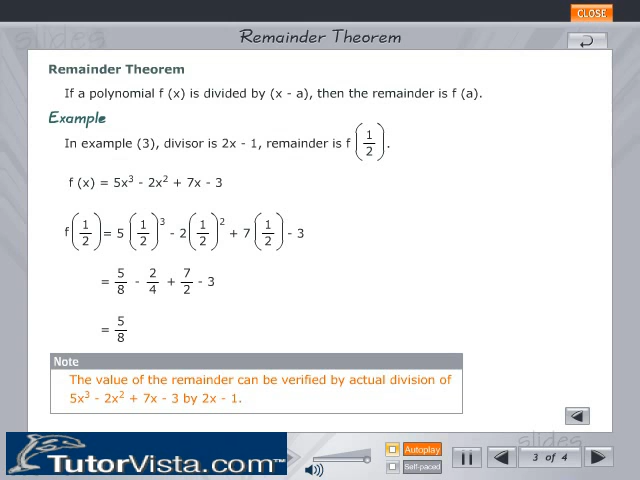 CLOSE
slides
Remainder Theorem
Remainder Theorem
If a polynomial f (x) is divided by (x - a), then the remainder is f (a).
Example
In example (3), divisor is 2x - 1, remainder is f (1/2).
f (x) = 5x³ - 2x² + 7x - 3
f(1/2) = 5 (1/2)³ - 2(1/2)² + 7(1/2) - 3
= 5/8 - 2/4 + 7/2 - 3
= 5/8
Note
The value of the remainder can be verified by actual division of
5x³ - 2x² + 7x - 3 by 2x - 1.
slides
TutorVista.com
Autoplay
Self-paced
3 of 4